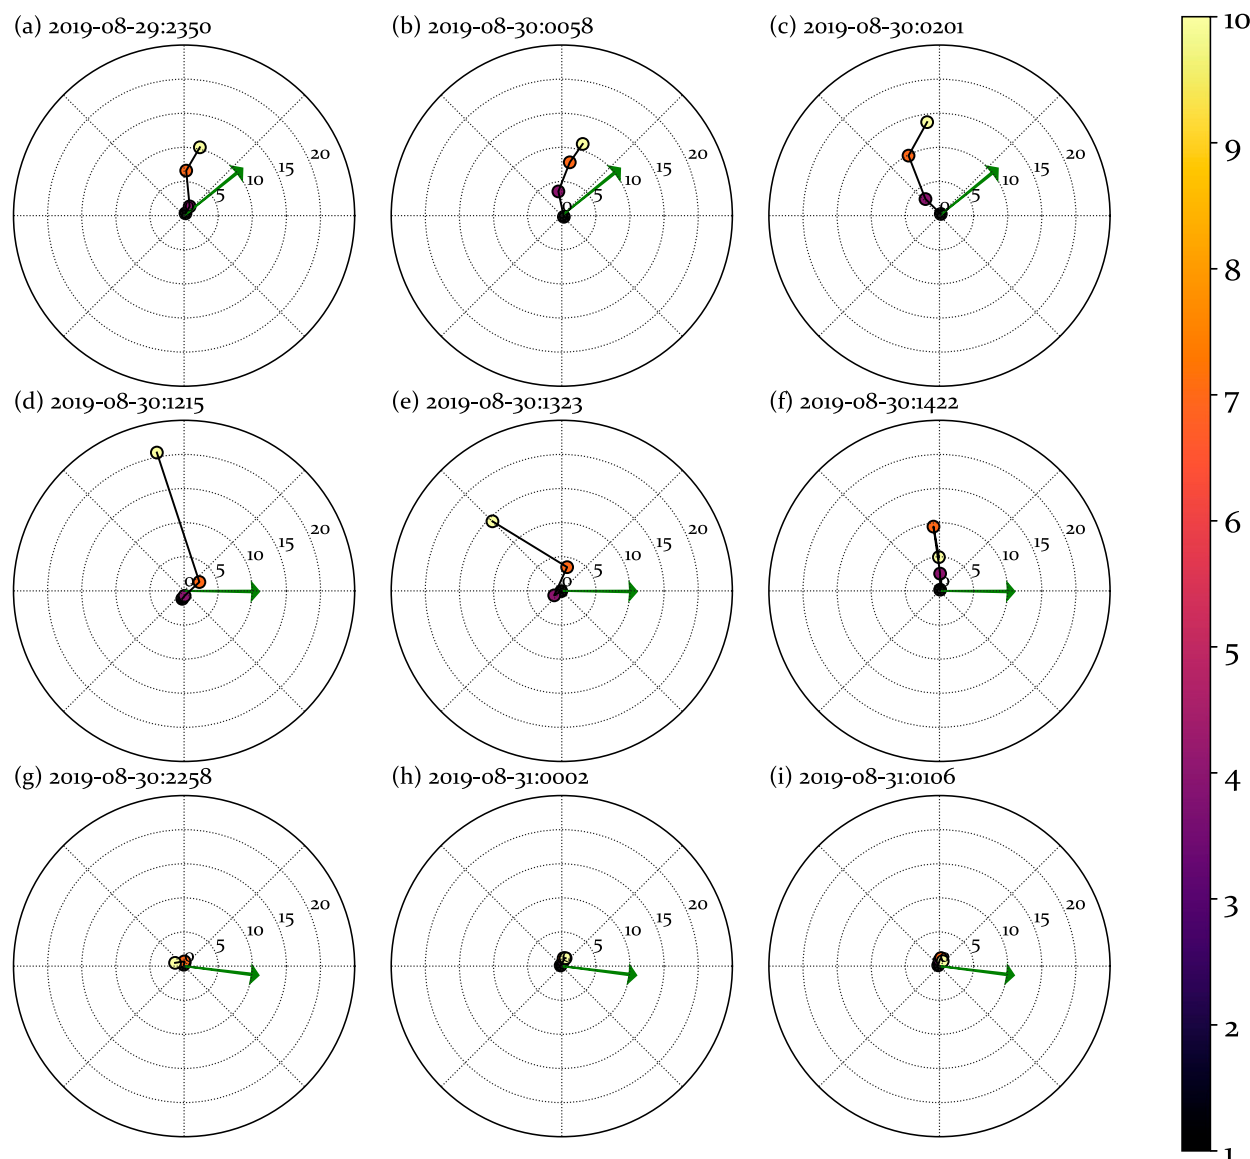 (a) 2019-08-29:2350
(b) 2019-08-30:0058
(c) 2019-08-30:0201
0 5 10 15 20
0 5 10 15 20
0 5 10 15 20
(d) 2019-08-30:1215
(e) 2019-08-30:1323
(f) 2019-08-30:1422
0 5 10 15 20
0 5 10 15 20
0 5 10 15 20
(g) 2019-08-30:2258
(h) 2019-08-31:0002
(i) 2019-08-31:0106
0 5 10 15 20
5 10 15 20
5 10 15 20
10
9
8
7
6
5
4
3
2
1